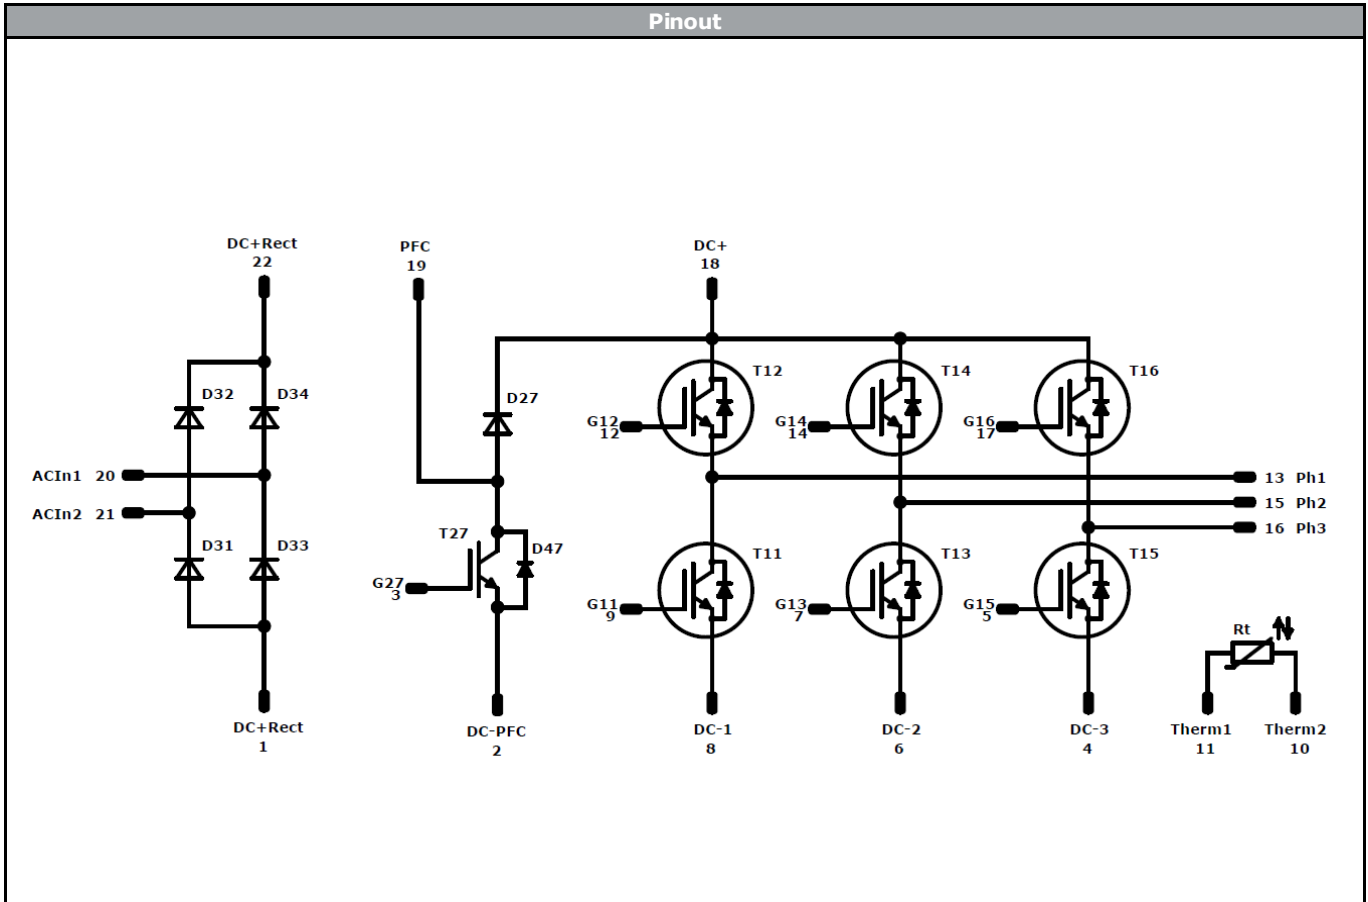 Pinout
DC+Rect
22
PFC
19
DC+
18
D32
D34
D27
T12
T14
T16
G12
12
G14
14
G16
17
ACIn1 20
ACIn2 21
13 Ph1
15 Ph2
16 Ph3
D31
D33
T27
D47
G27
3
T11
T13
T15
G11
9
G13
7
G15
5
Rt
DC+Rect
1
DC-PFC
2
DC-1
8
DC-2
6
DC-3
4
Therm1
11
Therm2
10